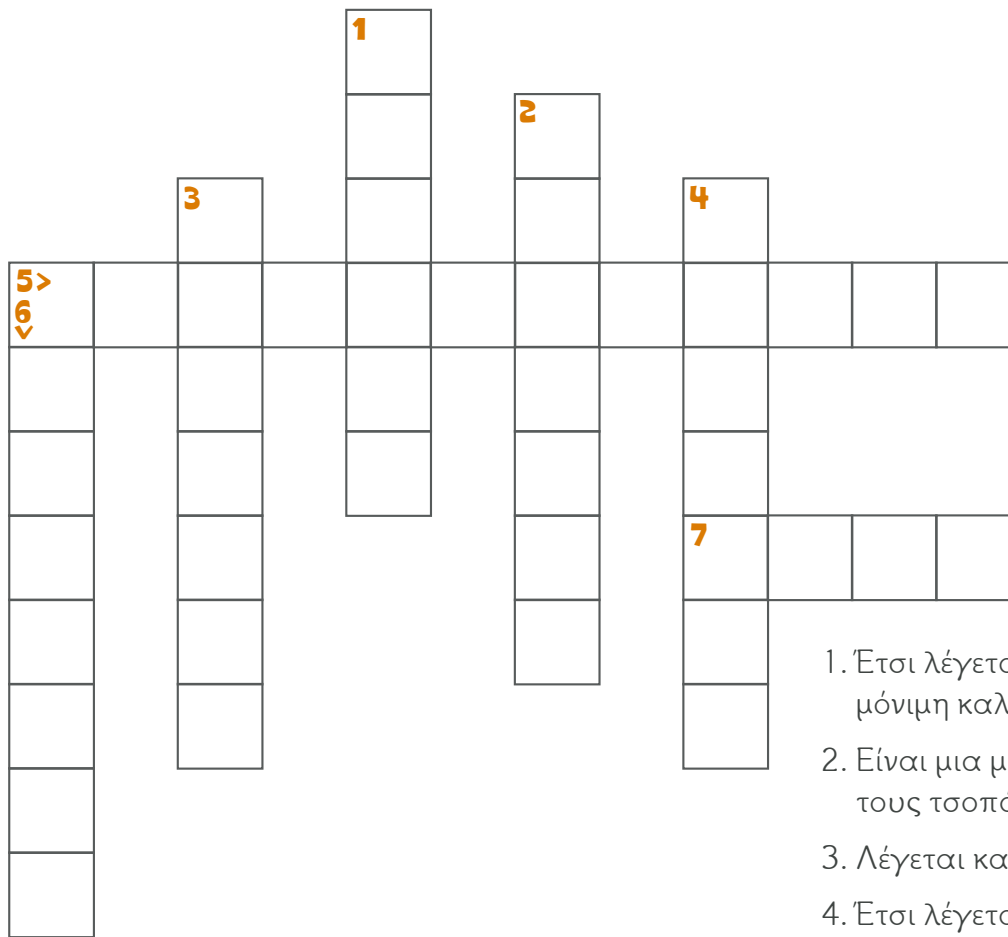 1
2
3
4
5>
6
7
1. Έτσι λέγετα
μόνιμη καλ
2. Είναι μια μ
τους τσοπά
3. Λέγεται κα
4. Έτσι λέγετα